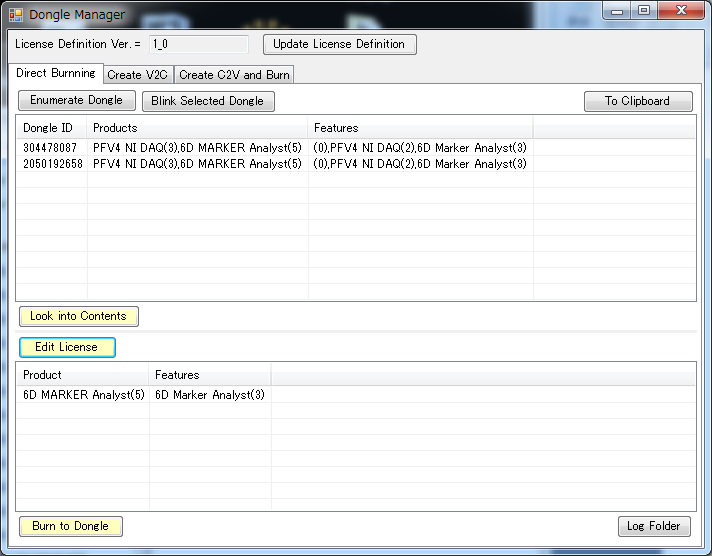 Dongle Manager
License Definition Ver. = 1_0 Update License Definition
Direct Burnning Create V2C Create C2V and Burn
Enumerate Dongle Blink Selected Dongle To Clipboard
Dongle ID Products Features
304478087 PFV4 NI DAQ(3),6D MARKER Analyst(5) (0),PFV4 NI DAQ(2),6D Marker Analyst(3)
2050192658 PFV4 NI DAQ(3),6D MARKER Analyst(5) (0),PFV4 NI DAQ(2),6D Marker Analyst(3)
Look into Contents
Edit License
Product Features
6D MARKER Analyst(5) 6D Marker Analyst(3)
Burn to Dongle Log Folder